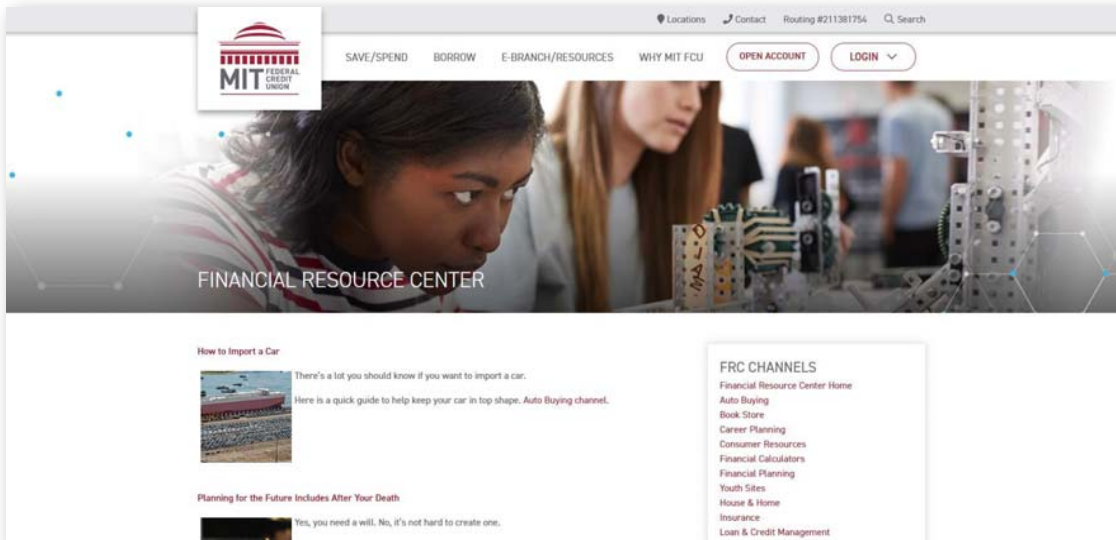 Locations Contact Routing #211381754 Search
MIT FEDERAL CREDIT UNION
SAVE/SPEND BORROW E-BRANCH/RESOURCES WHY MIT FCU OPEN ACCOUNT LOGIN
FINANCIAL RESOURCE CENTER
How to Import a Car
There's a lot you should know if you want to import a car.
Here is a quick guide to help keep your car in top shape. Auto Buying channel.
Planning for the Future Includes After Your Death
Yes, you need a will. No, it's not hard to create one.
FRC CHANNELS
Financial Resource Center Home
Auto Buying
Book Store
Career Planning
Consumer Resources
Financial Calculators
Financial Planning
Youth Sites
House & Home
Insurance
Loan & Credit Management